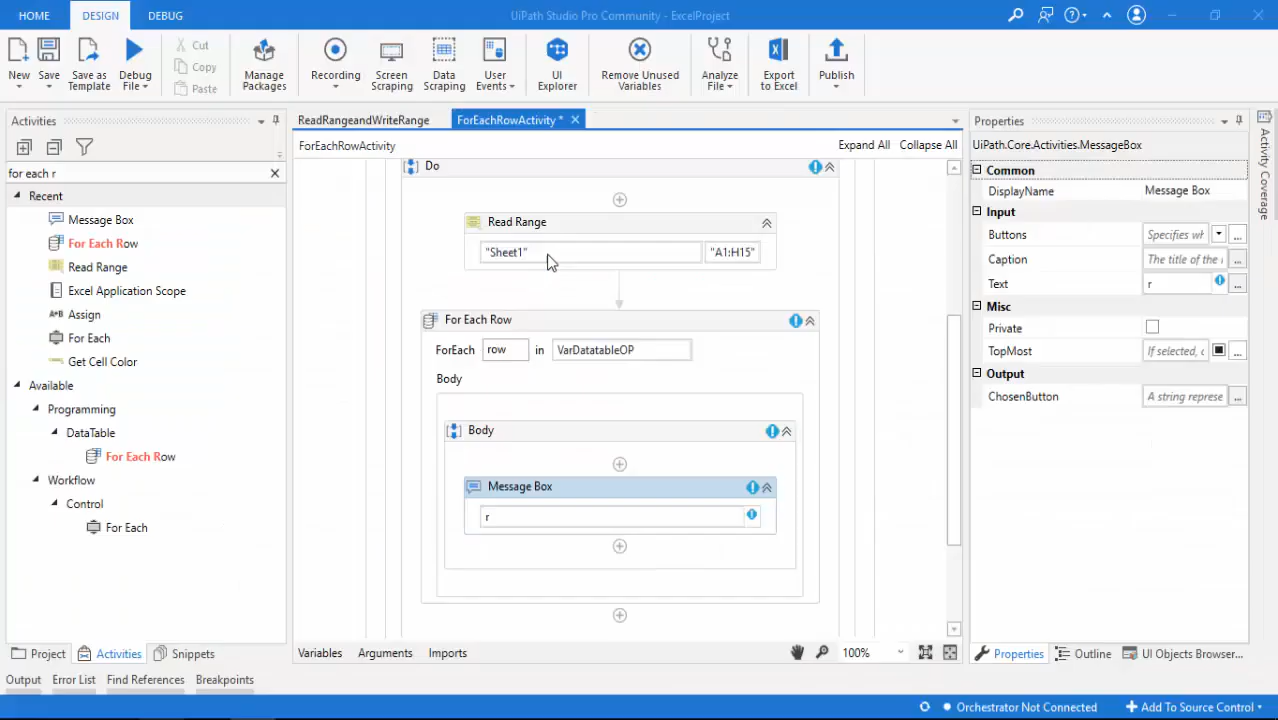 HOME DESIGN DEBUG UiPath Studio Pro Community - ExcelProject
New Save Save as Template Debug File Cut Copy Paste Manage Packages Recording Screen Scraping Data Scraping User Events UI Explorer Remove Unused Variables Analyze File Export to Excel Publish
Activities
for each r
Recent
Message Box
For Each Row
Read Range
Excel Application Scope
A+B Assign
For Each
Get Cell Color
Available
Programming
DataTable
For Each Row
Workflow
Control
For Each
Project Activities Snippets
ReadRangeandWriteRange ForEachRowActivity *
ForEachRowActivity Expand All Collapse All
Do
Read Range
"Sheet1" "A1:H15"
For Each Row
ForEach row in VarDatatableOP
Body
Body
Message Box
r
Variables Arguments Imports 100%
Properties
UiPath.Core.Activities.MessageBox
Common
DisplayName Message Box
Input
Buttons Specifies wh ...
Caption The title of the ...
Text r ...
Misc
Private
TopMost If selected, ...
Output
ChosenButton A string represe ...
Properties Outline UI Objects Browser...
Activity Coverage
Output Error List Find References Breakpoints
Orchestrator Not Connected Add To Source Control